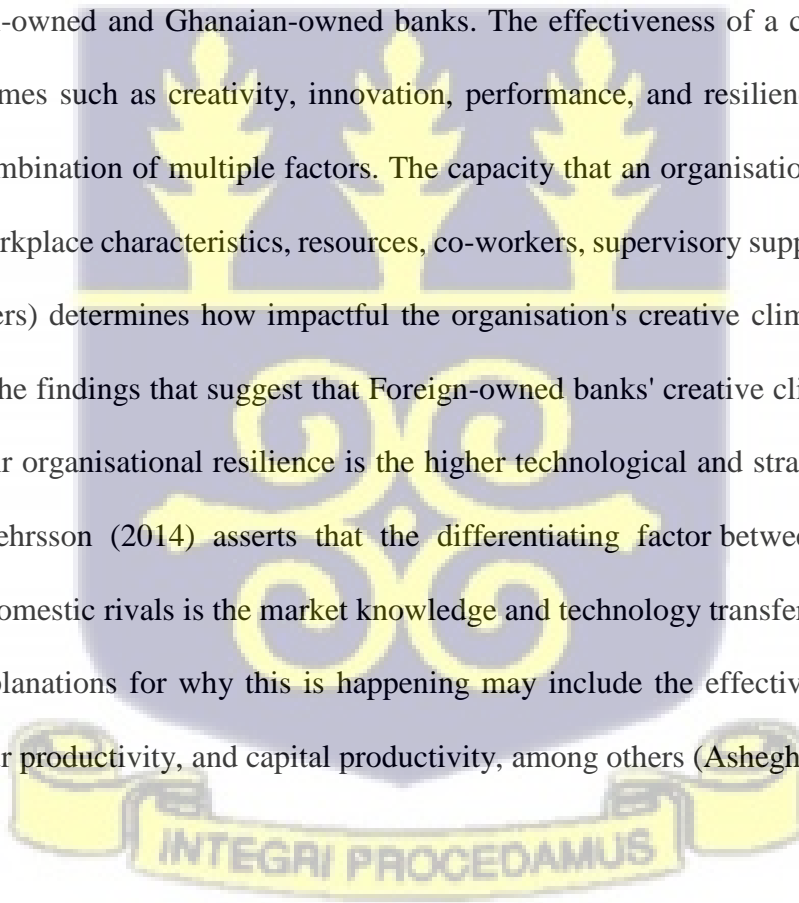 -owned and Ghanaian-owned banks. The effectiveness of a c
mes such as creativity, innovation, performance, and resilien
mbination of multiple factors. The capacity that an organisatio
rkplace characteristics, resources, co-workers, supervisory supp
ers) determines how impactful the organisation's creative clim
he findings that suggest that Foreign-owned banks' creative cli
r organisational resilience is the higher technological and stra
ehrsson (2014) asserts that the differentiating factor betwee
omestic rivals is the market knowledge and technology transfer
planations for why this is happening may include the effectiv
r productivity, and capital productivity, among others (Ashegh
INTEGRI PROCEDAMUS